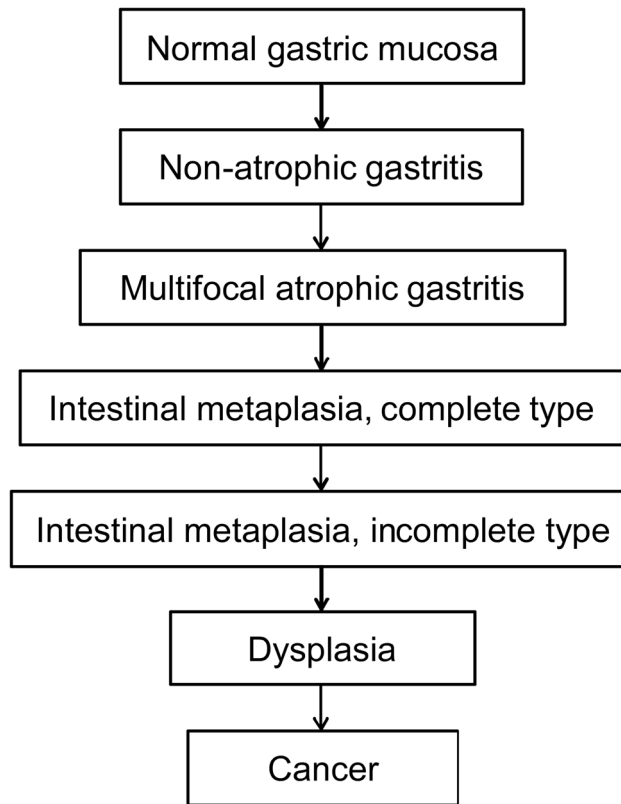 Normal gastric mucosa
Non-atrophic gastritis
Multifocal atrophic gastritis
Intestinal metaplasia, complete type
Intestinal metaplasia, incomplete type
Dysplasia
Cancer